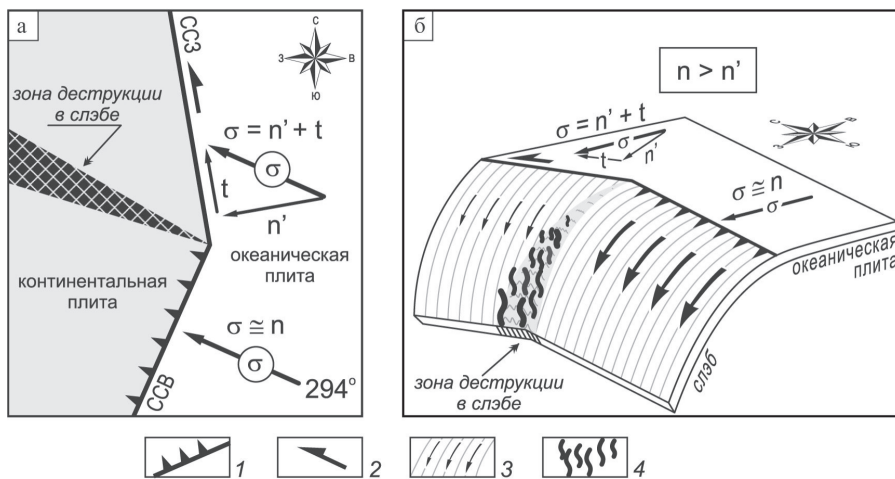 а
ССЗ
С
З
В
Ю
зона деструкции
в слэбе
σ = n' + t
σ
t
n'
океаническая
плита
континентальная
плита
σ ≅ n
σ
294°
ССВ
б
n > n'
σ = n' + t
σ
t
n'
С
В
З
Ю
σ ≅ n
σ
океаническая
плита
слэб
зона деструкции
в слэбе
1
2
3
4